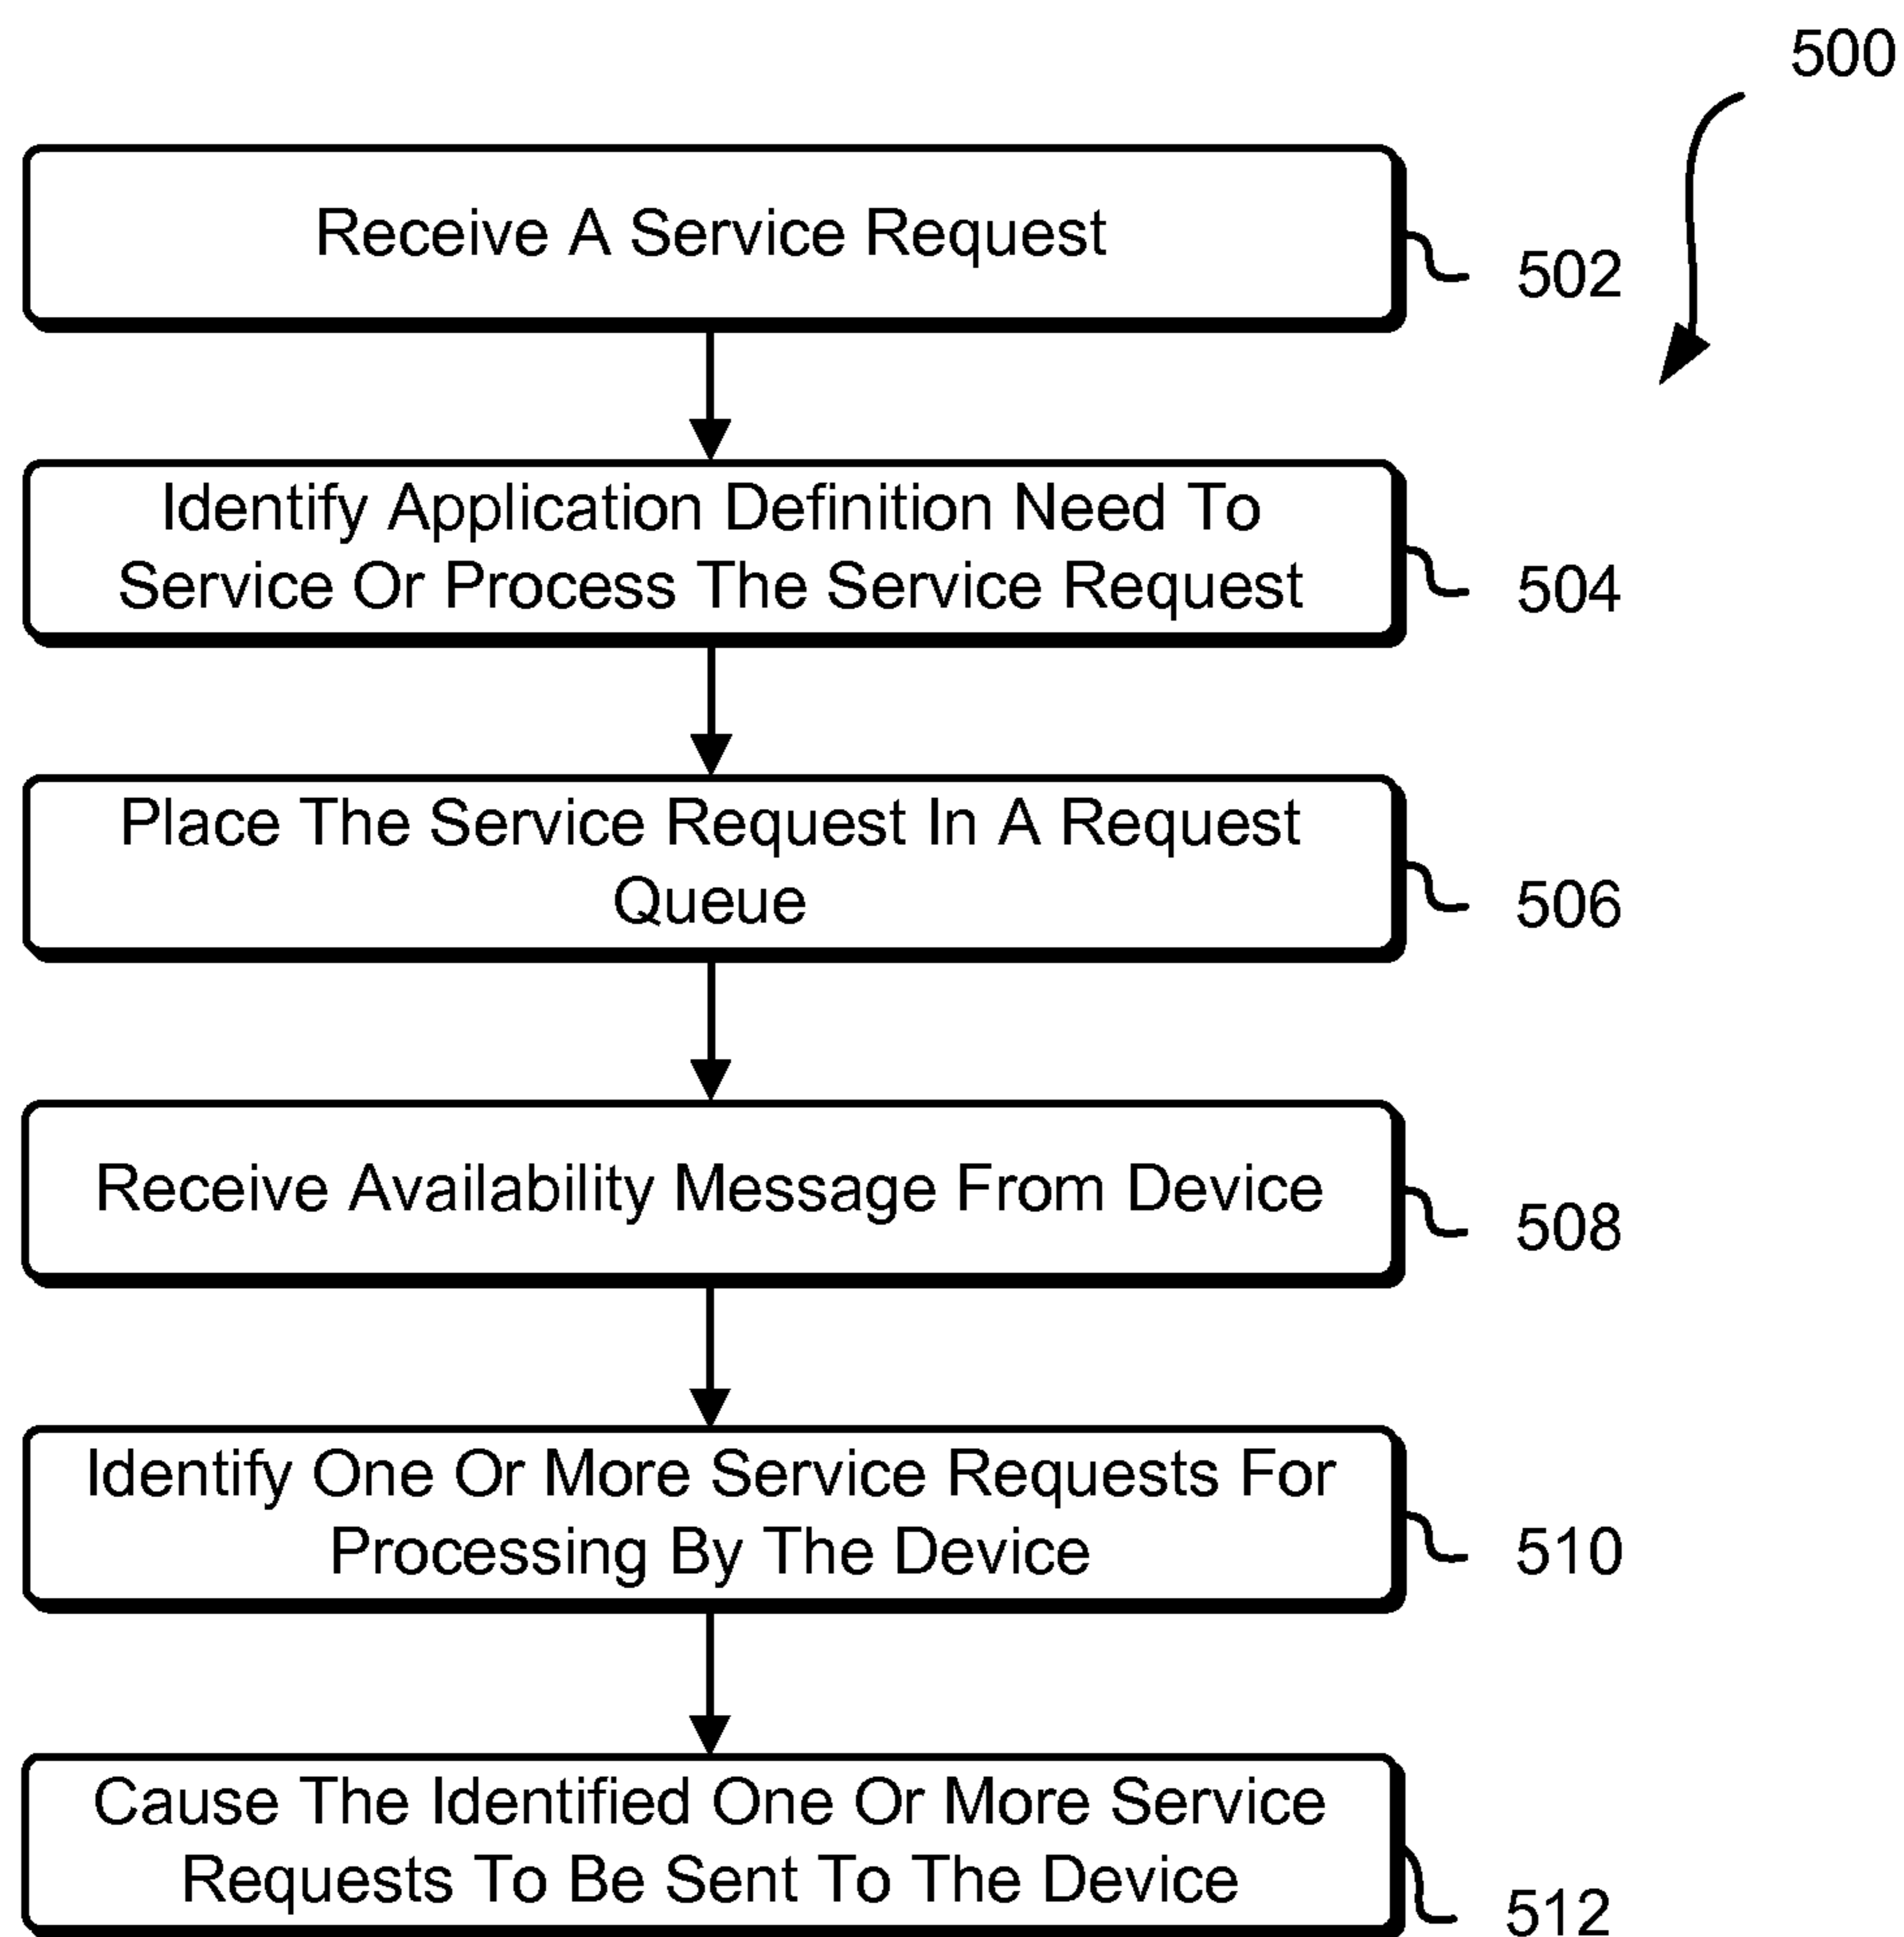 500
Receive A Service Request
502
Identify Application Definition Need To
Service Or Process The Service Request
504
Place The Service Request In A Request
Queue
506
Receive Availability Message From Device
508
Identify One Or More Service Requests For
Processing By The Device
510
Cause The Identified One Or More Service
Requests To Be Sent To The Device
512